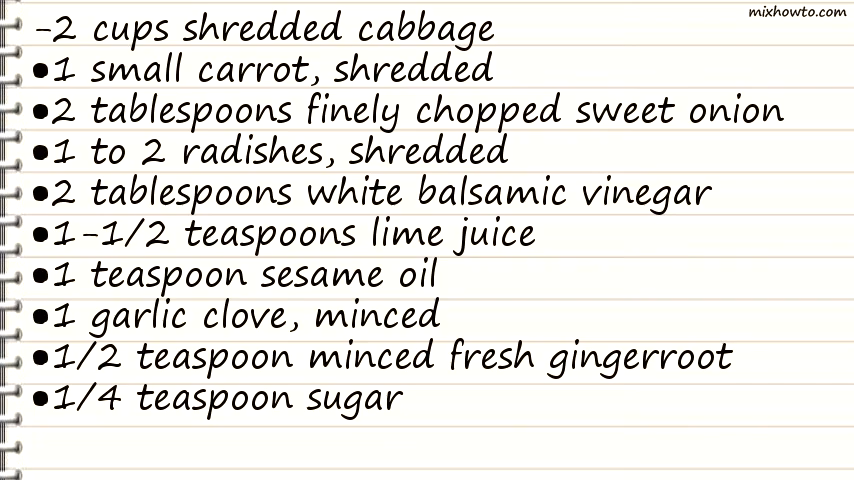 mixhowto.com
-2 cups shredded cabbage
•1 small carrot, shredded
•2 tablespoons finely chopped sweet onion
•1 to 2 radishes, shredded
•2 tablespoons white balsamic vinegar
•1-1/2 teaspoons lime juice
•1 teaspoon sesame oil
•1 garlic clove, minced
•1/2 teaspoon minced fresh gingerroot
•1/4 teaspoon sugar